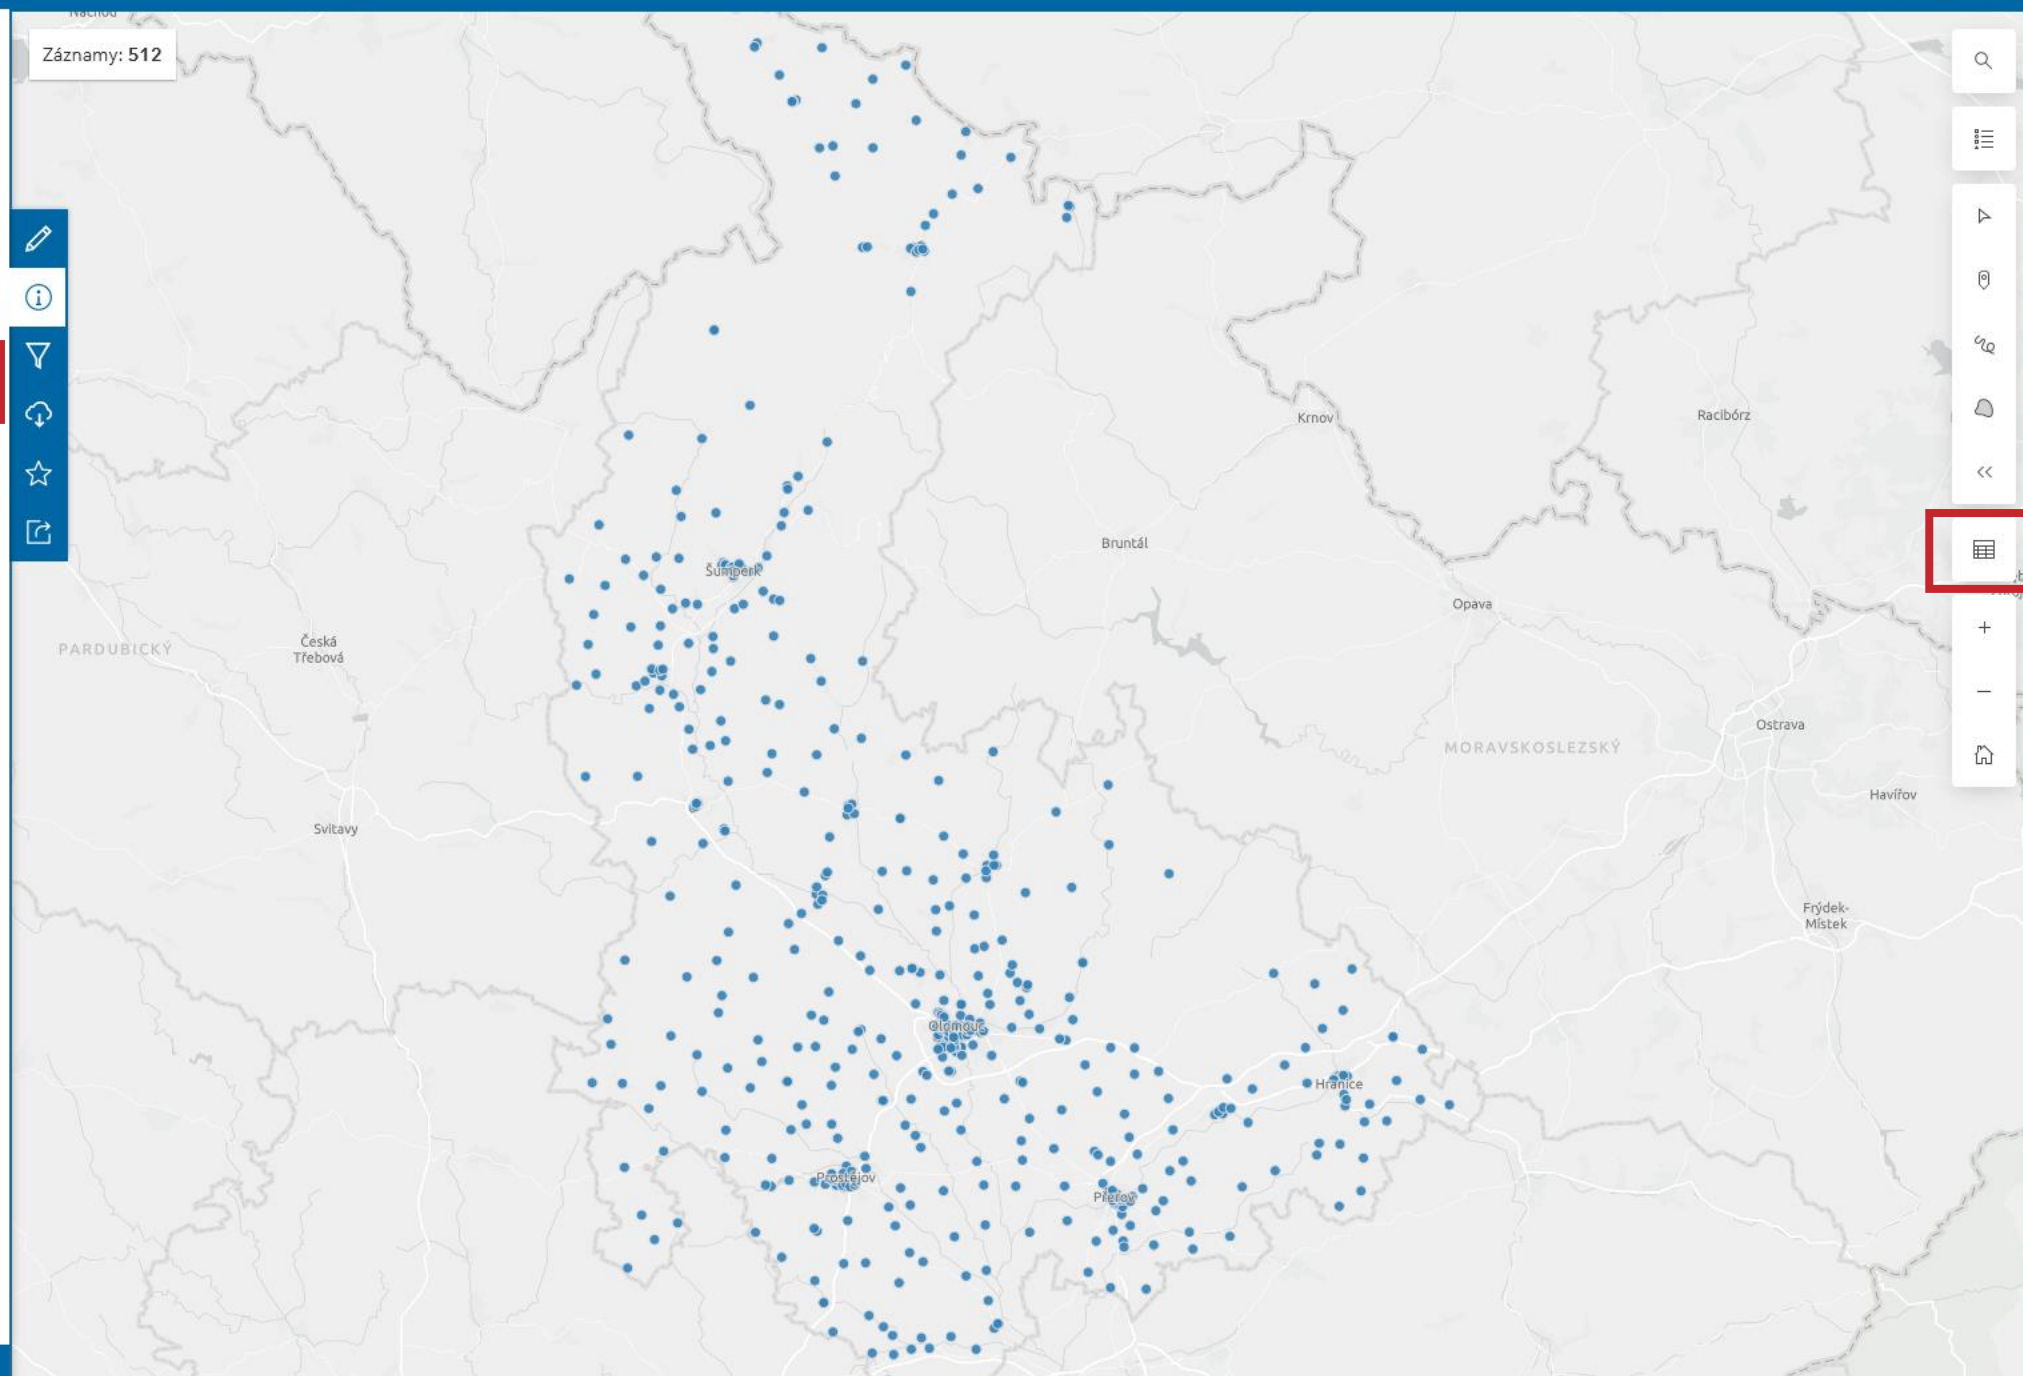 Náchod
Záznamy: 512
Krnov
Racibórz
Bruntál
Šumperk
Opava
PARDUBICKÝ
Česká
Třebová
Ostrava
MORAVSKOSLEZSKÝ
Havířov
Svitavy
Frýdek-
Místek
Olomouc
Hranice
Prostějov
Přerov